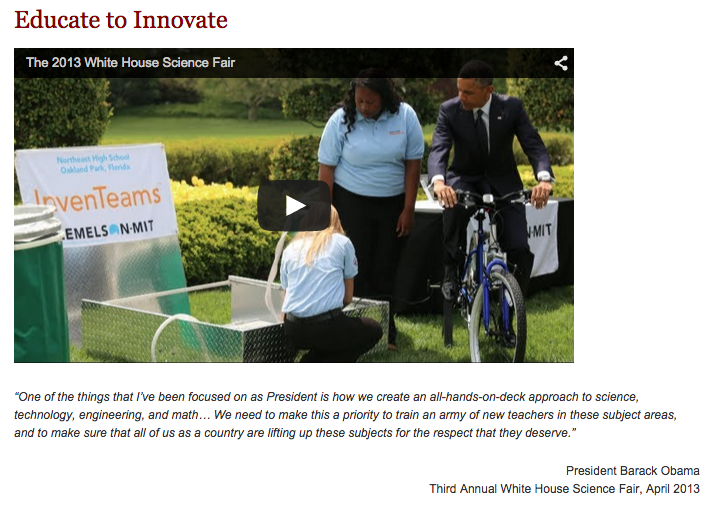 Educate to Innovate
The 2013 White House Science Fair
Northeast High School
Oakland Park, Florida
InvenTeams™
LEMELSON-MIT
MIT
“One of the things that I’ve been focused on as President is how we create an all-hands-on-deck approach to science,
technology, engineering, and math… We need to make this a priority to train an army of new teachers in these subject areas,
and to make sure that all of us as a country are lifting up these subjects for the respect that they deserve.”
President Barack Obama
Third Annual White House Science Fair, April 2013